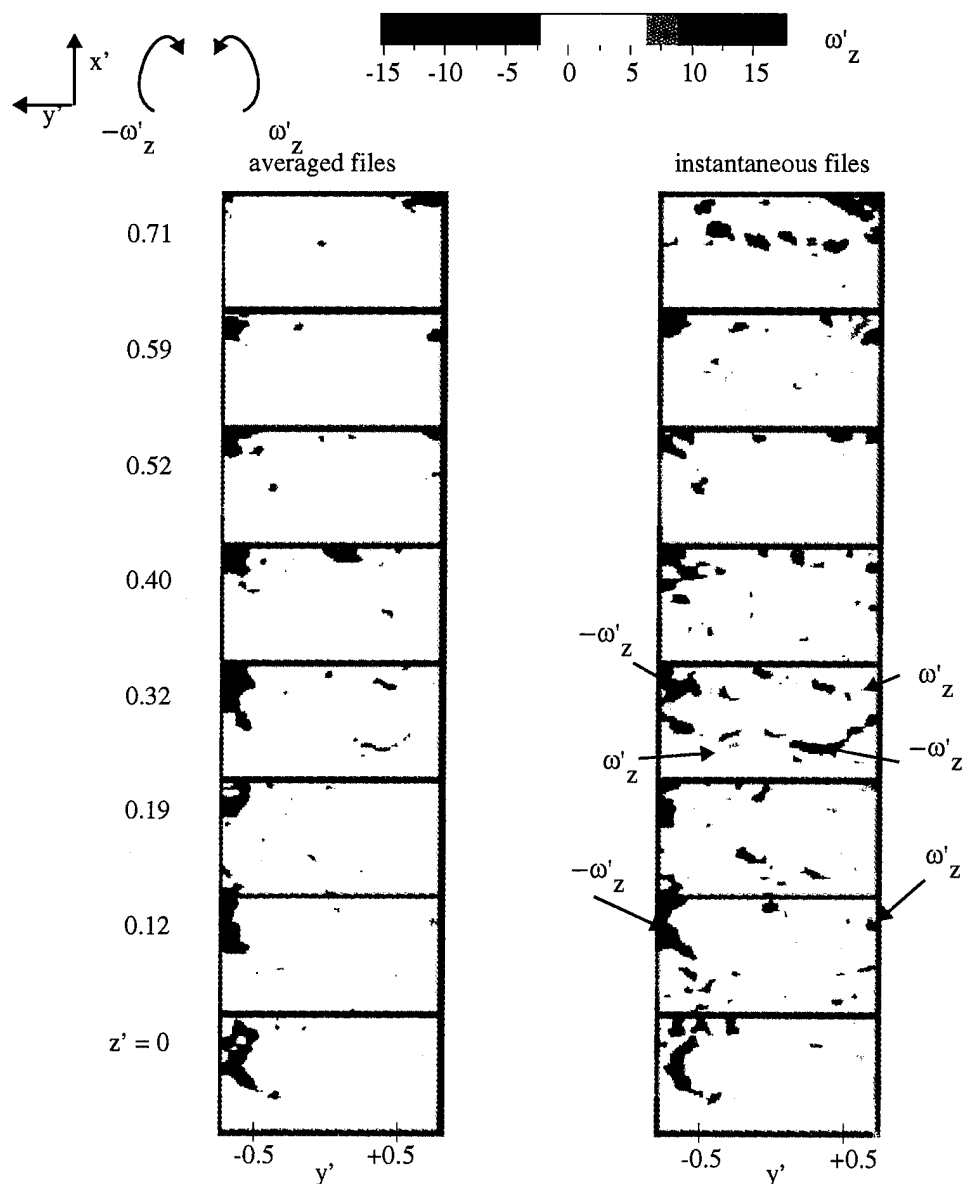 x'
y'
−ω'z
ω'z
-15 -10 -5 0 5 10 15
ω'z
averaged files
instantaneous files
0.71
0.59
0.52
0.40
0.32
0.19
0.12
z' = 0
−ω'z
ω'z
ω'z
−ω'z
−ω'z
ω'z
-0.5 +0.5
y'
-0.5 +0.5
y'